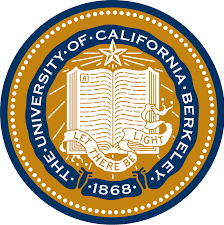 THE·UNIVERSITY·OF·CALIFORNIA·BERKELEY
A
LET THERE BE LIGHT
·1868·